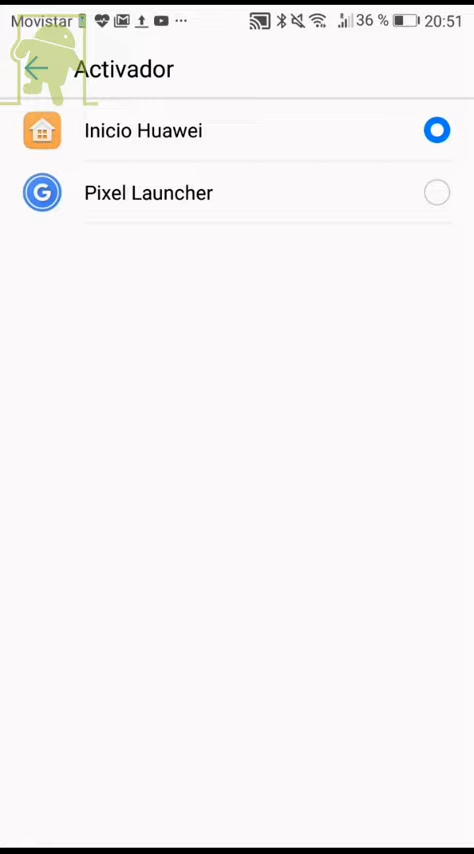 Movistar 36 % 20:51
Activador
Inicio Huawei
G Pixel Launcher